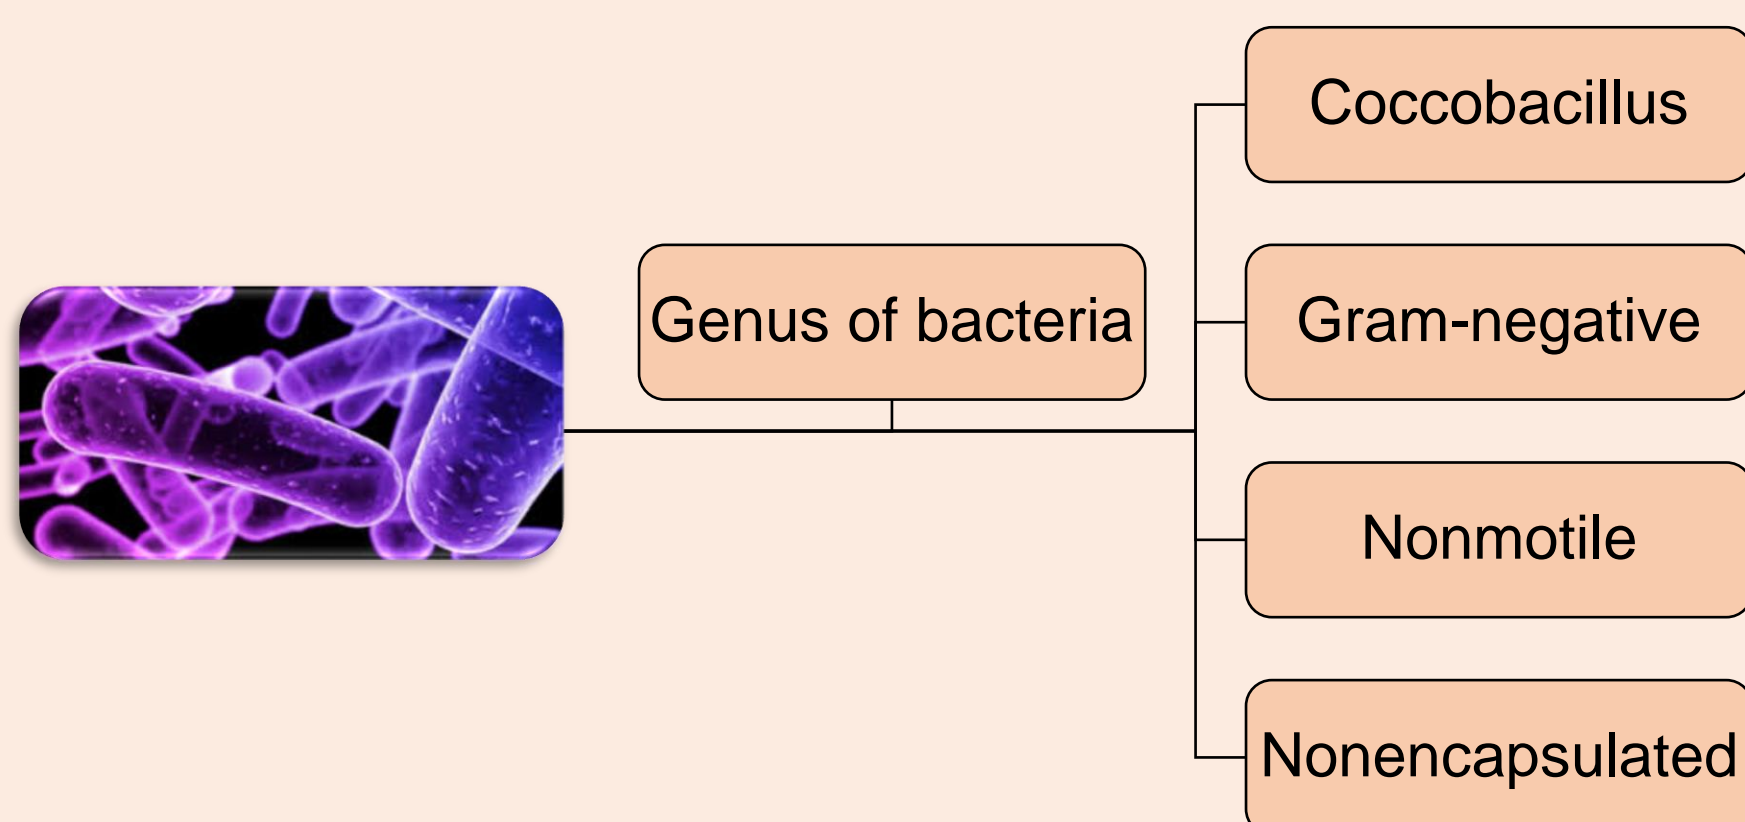 Genus of bacteria
Coccobacillus
Gram-negative
Nonmotile
Nonencapsulated